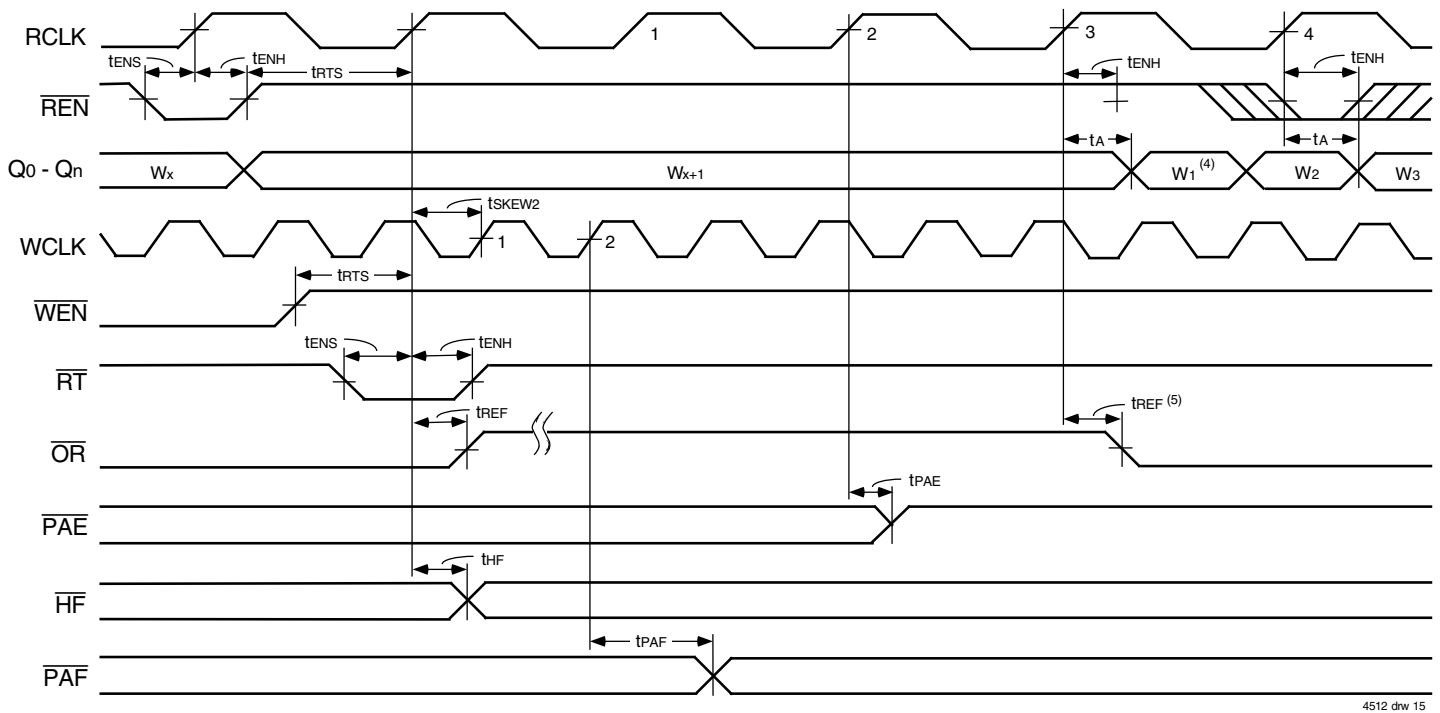 RCLK 1 2 3 4
tENS tENH tRTS tENH tENH
REN
tA tA
Q0 - Qn Wx Wx+1 W1 (4) W2 W3
tSKEW2
WCLK 1 2
tRTS
WEN
tENS tENH
RT
tREF tREF (5)
OR
tPAE
PAE
tHF
HF
tPAF
PAF
4512 drw 15